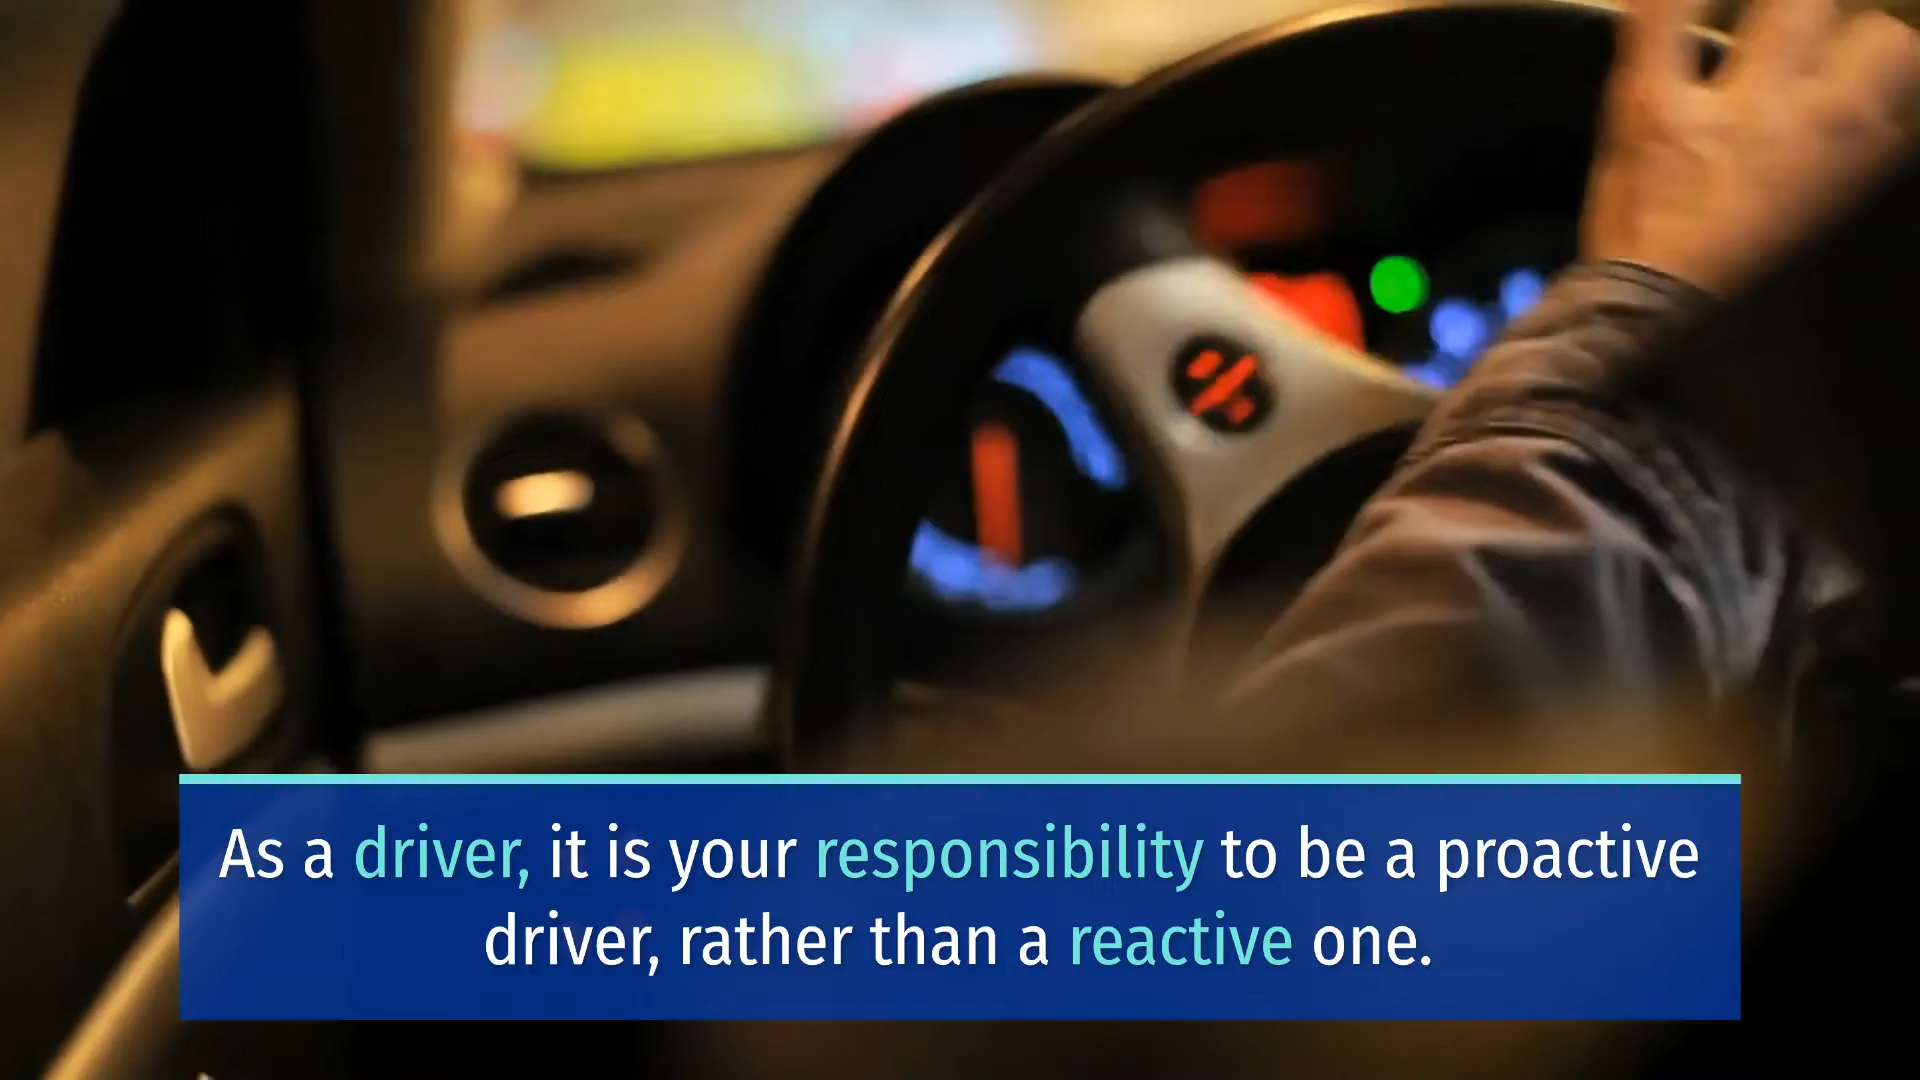 As a driver, it is your responsibility to be a proactive
driver, rather than a reactive one.